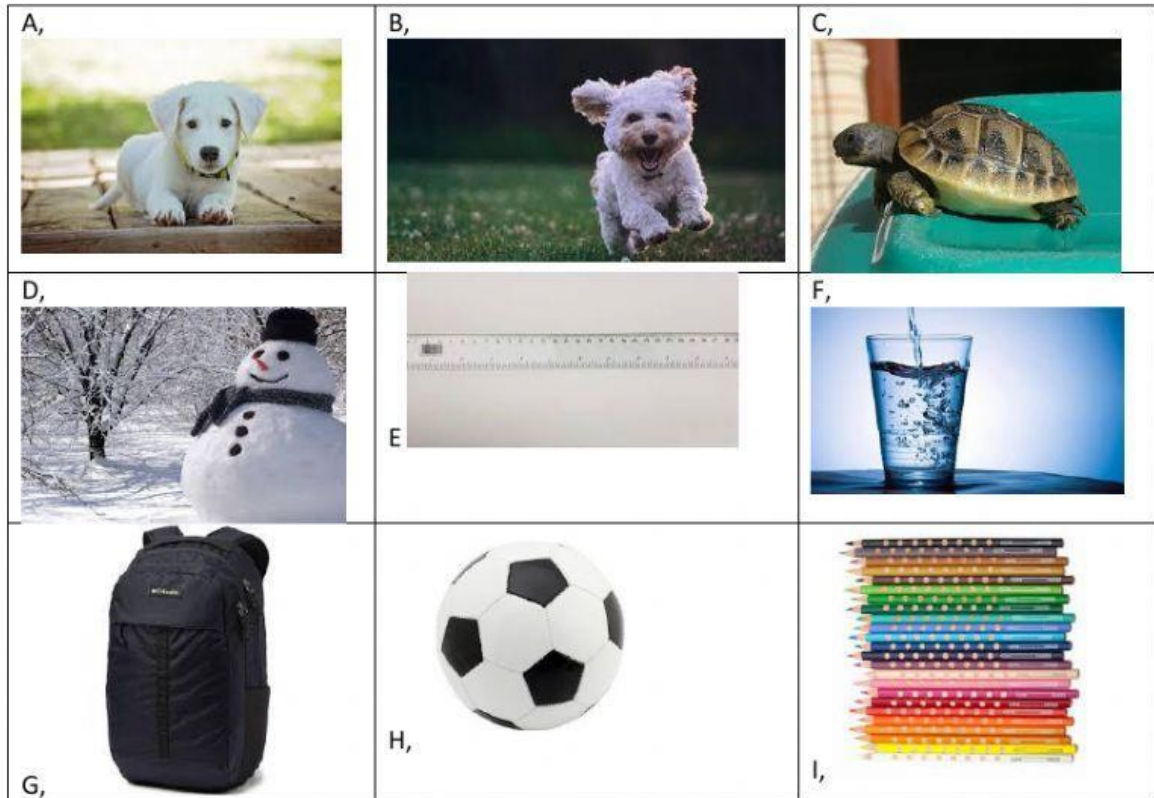 A,
B,
C,
D,
E
F,
G,
H,
I,